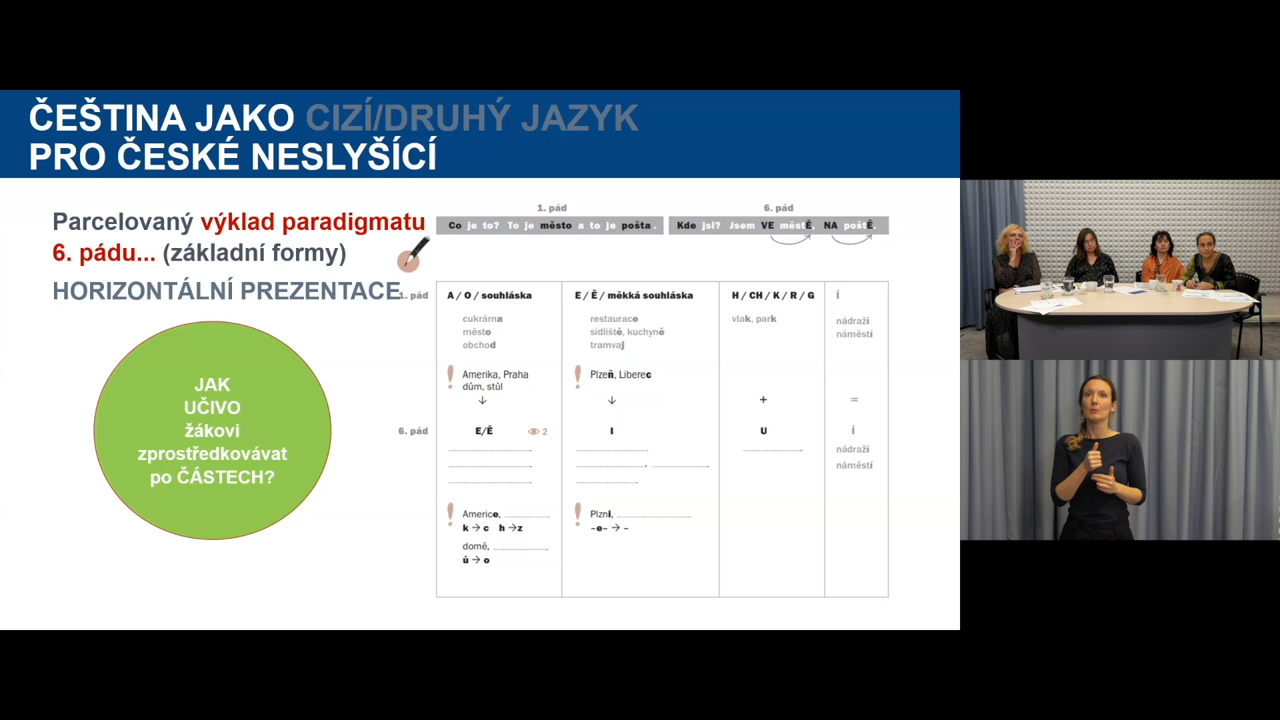 ČEŠTINA JAKO CIZÍ/DRUHÝ JAZYK
PRO ČESKÉ NESLYŠÍCÍ
Parcelovaný výklad paradigmatu
6. pádu... (základní formy)
HORIZONTÁLNÍ PREZENTACE
JAK
UČIVO
žákovi
zprostředkovávat
po ČÁSTECH?
1. pád
6. pád
Co je to? To je město a to je pošta.
Kde jsi? Jsem VE městĚ, NA poštĚ.
1. pád
A / O / souhláska
cukrárna
město
obchod
Amerika, Praha
dům, stůl
E / Ě / měkká souhláska
restaurace
sídliště, kuchyně
tramvaj
Plzeň, Liberec
H / CH / K / R / G
vlak, park
+
Í
nádraží
náměstí
=
6. pád
E/Ě
2
Americe,
k → c h → z
domě,
ů → o
I
Plzni,
–e– → –
U
Í
nádraží
náměstí